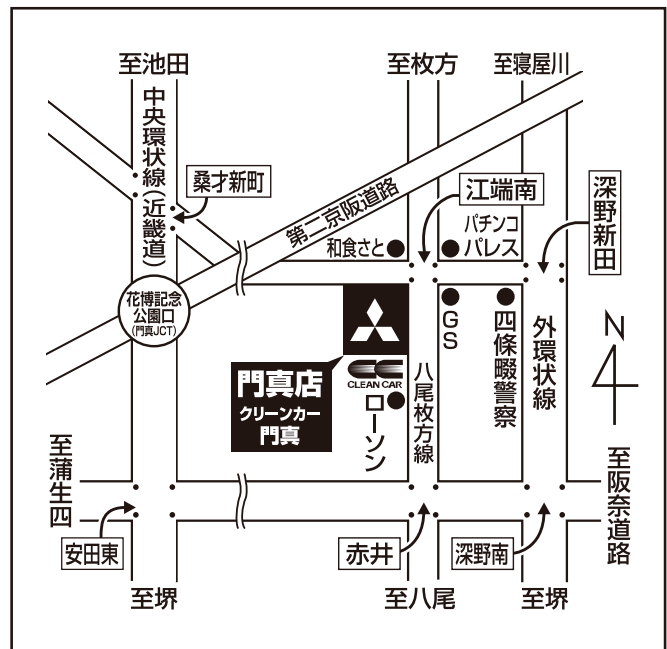 至池田
至枚方
至寝屋川
中央環状線(近畿道)
桑才新町
第二京阪道路
江端南
深野新田
和食さと
パチンコ
パレス
花博記念
公園口
(門真JCT)
GS
四條畷警察
外環状線
N
門真店
クリーンカー
門真
CLEAN CAR
ローソン
八尾枚方線
至蒲生四
至阪奈道路
安田東
赤井
深野南
至堺
至八尾
至堺